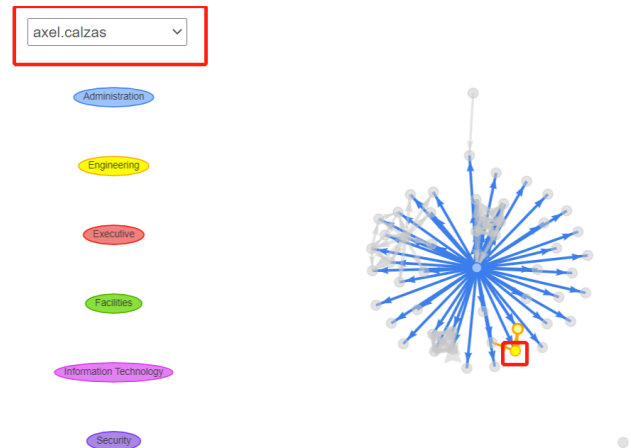 axel.calzas
Administration
Engineering
Executive
Facilities
Information Technology
Security